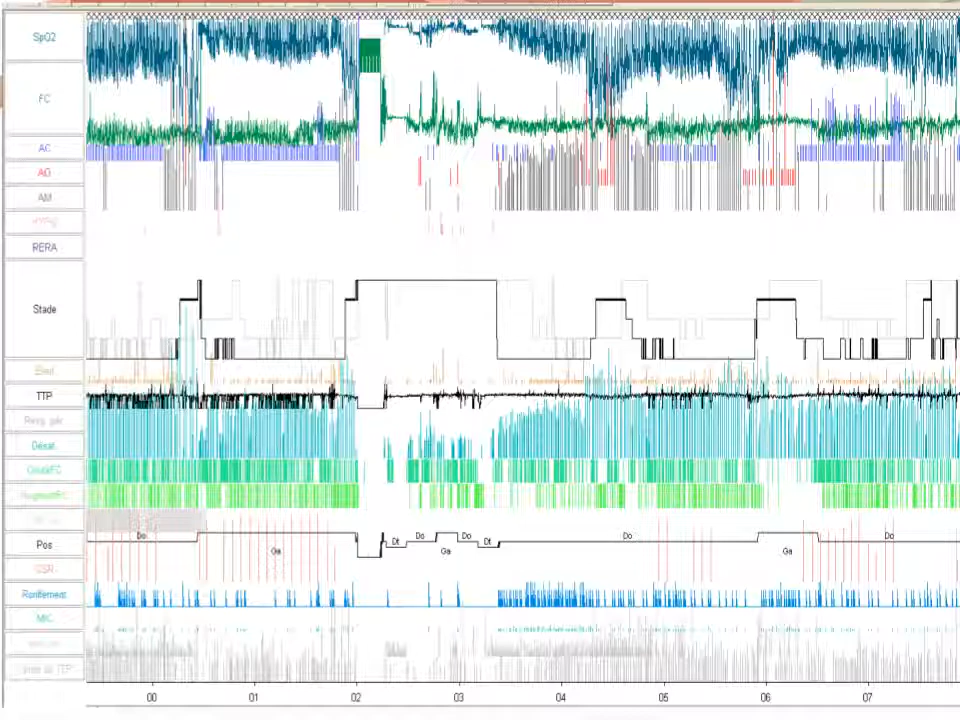 SpO2
FC
AC
AO
AM
RERA
Stade
TTP
Désat.
Pos
Do
Ga
Dt
Do
Ga
Do
Dt
Do
Ga
Do
CSR
Ronflement
00 01 02 03 04 05 06 07